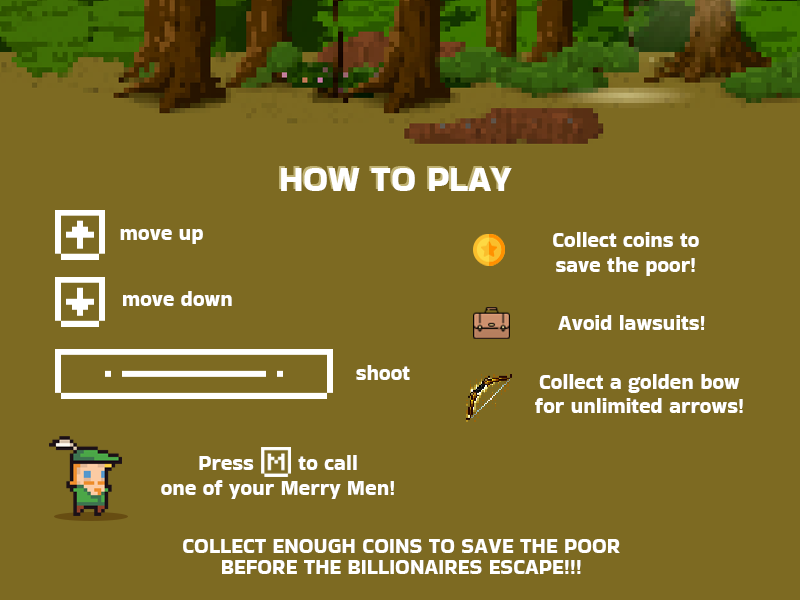 HOW TO PLAY
move up
move down
shoot
Collect coins to
save the poor!
Avoid lawsuits!
Collect a golden bow
for unlimited arrows!
Press M to call
one of your Merry Men!
COLLECT ENOUGH COINS TO SAVE THE POOR
BEFORE THE BILLIONAIRES ESCAPE!!!